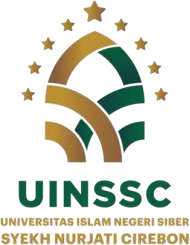 UINSSC
UNIVERSITAS ISLAM NEGERI SIBER
SYEKH NURJATI CIREBON